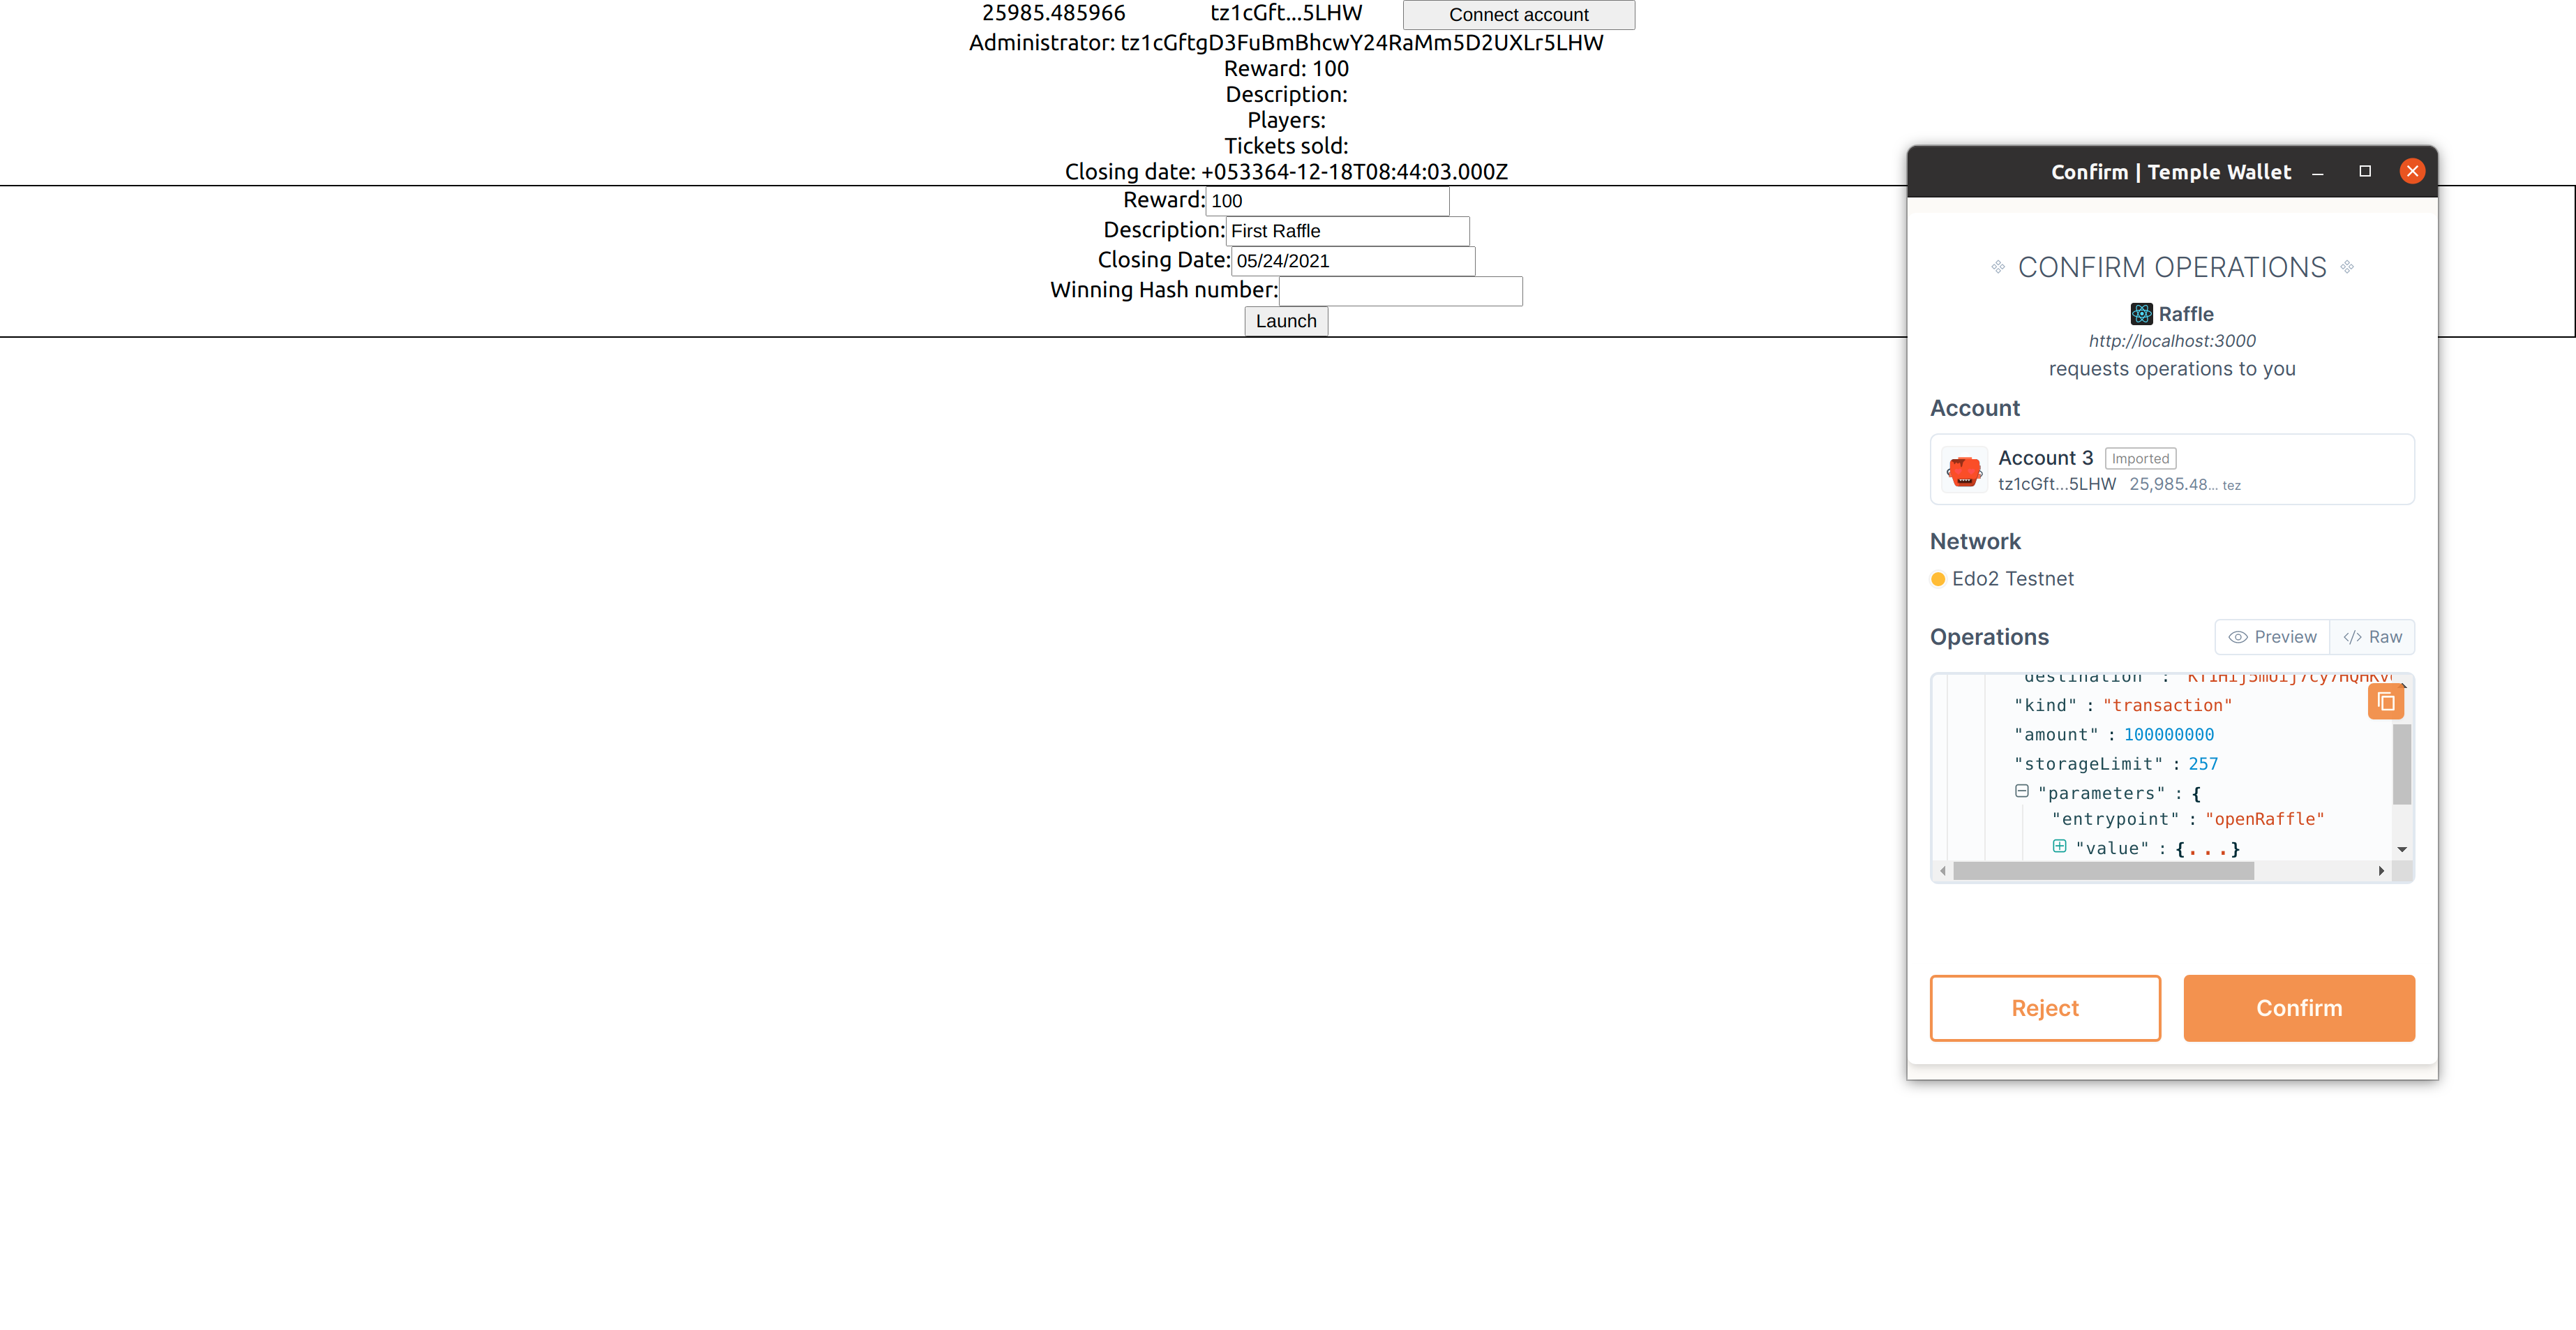 25985.485966 tz1cGft...5LHW Connect account
Administrator: tz1cGftgD3FuBmBhcwY24RaMm5D2UXLr5LHW
Reward: 100
Description:
Players:
Tickets sold:
Closing date: +053364-12-18T08:44:03.000Z
Reward: 100
Description: First Raffle
Closing Date: 05/24/2021
Winning Hash number:
Launch
Confirm | Temple Wallet
CONFIRM OPERATIONS
Raffle
http://localhost:3000
requests operations to you
Account
Account 3 Imported
tz1cGft...5LHW 25,985.48... tez
Network
Edo2 Testnet
Operations Preview </> Raw
"destination" :
"kind" : "transaction"
"amount" : 100000000
"storageLimit" : 257
"parameters" : {
"entrypoint" : "openRaffle"
"value" : {...}
Reject Confirm